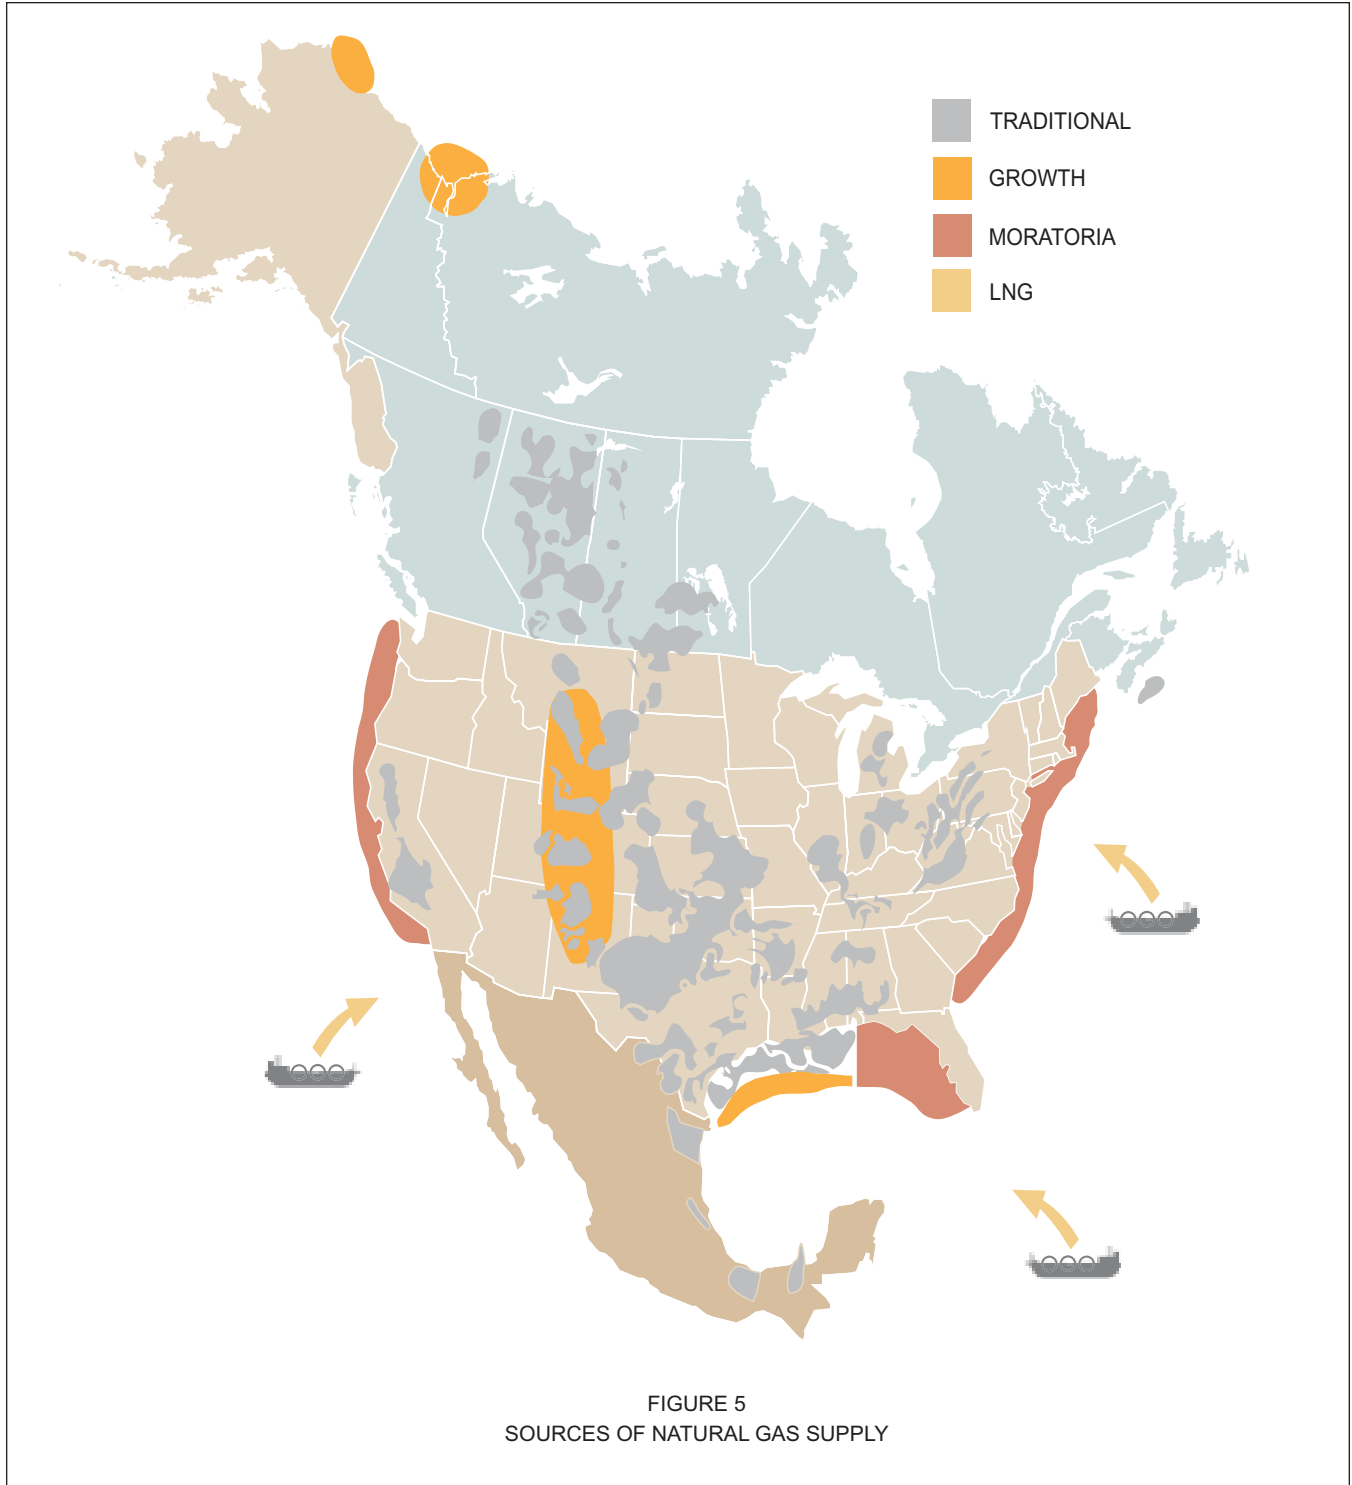 TRADITIONAL
GROWTH
MORATORIA
LNG
FIGURE 5
SOURCES OF NATURAL GAS SUPPLY